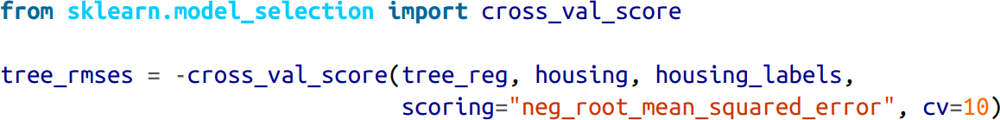 from sklearn.model_selection import cross_val_score
tree_rmses = -cross_val_score(tree_reg, housing, housing_labels,
scoring="neg_root_mean_squared_error", cv=10)